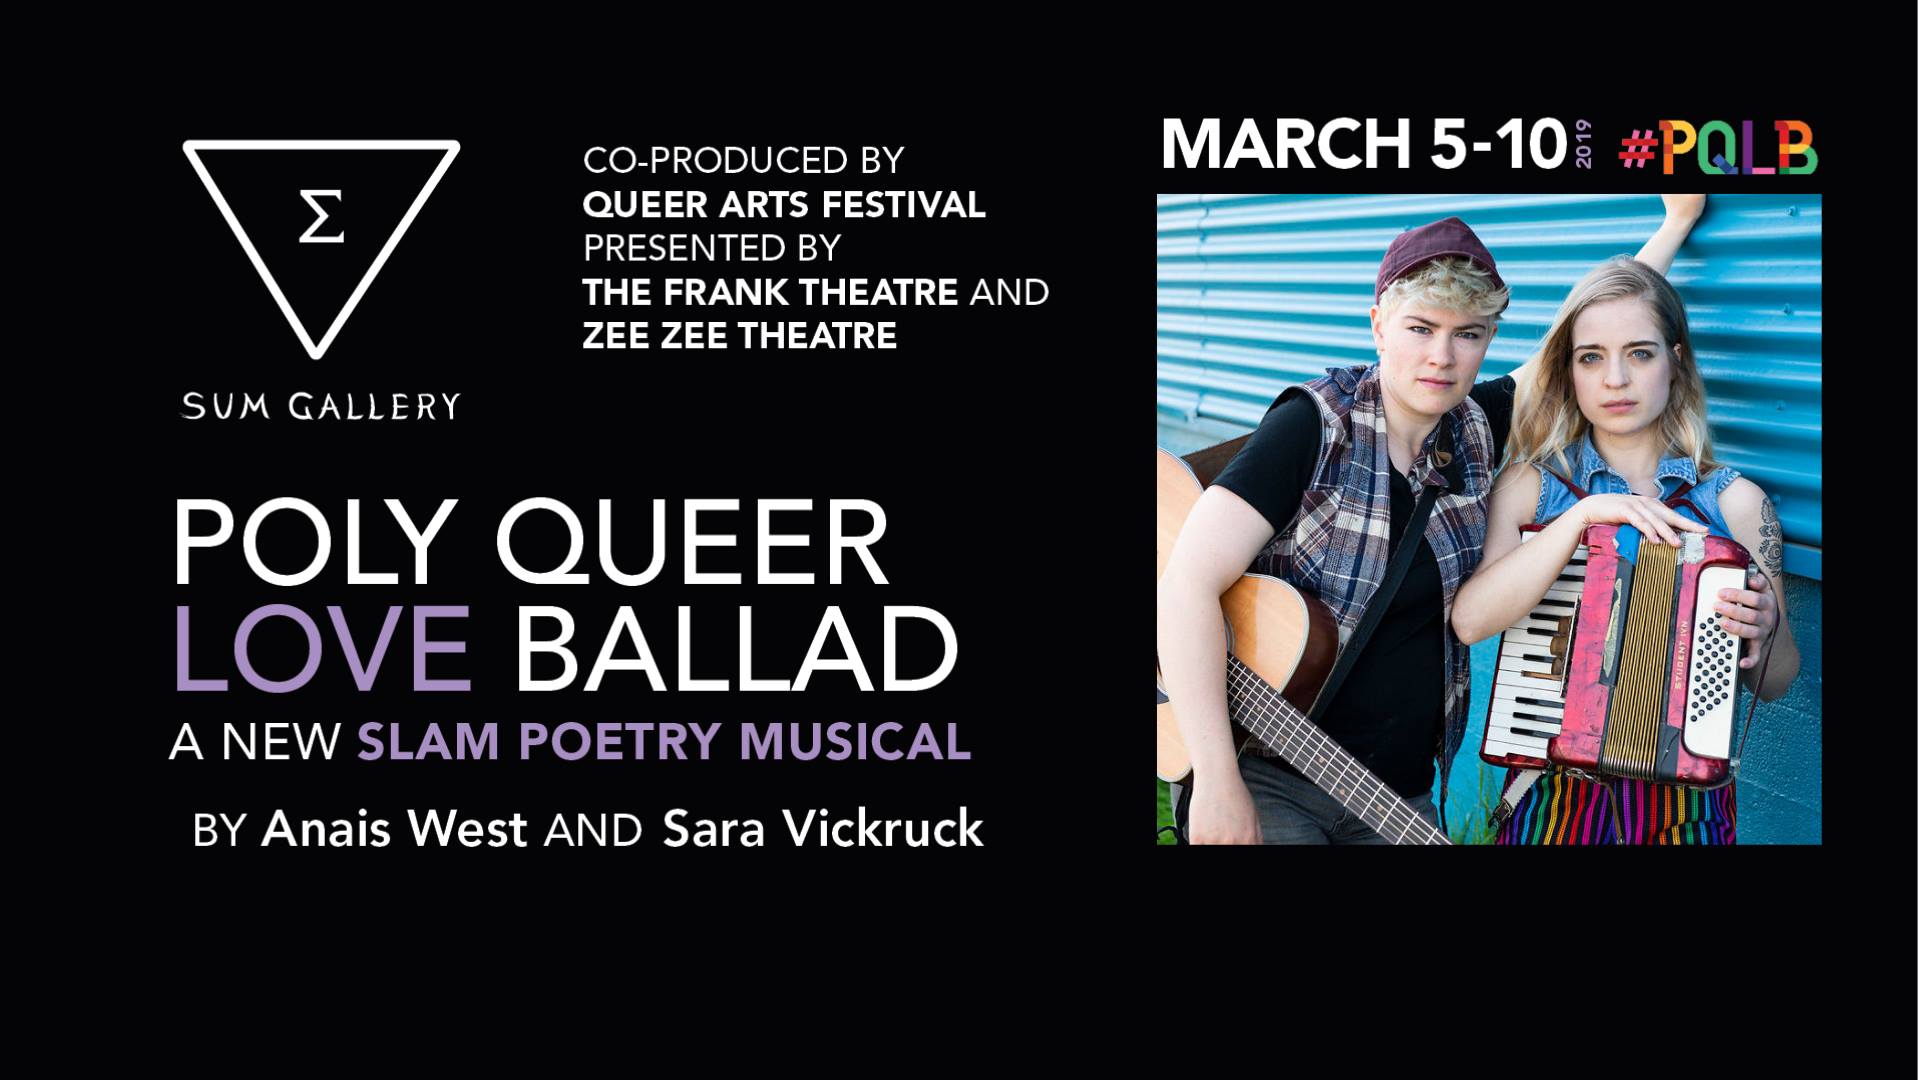 Σ
SUM GALLERY
CO-PRODUCED BY
QUEER ARTS FESTIVAL
PRESENTED BY
THE FRANK THEATRE AND
ZEE ZEE THEATRE
MARCH 5-10 2019 #PQLB
POLY QUEER
LOVE BALLAD
A NEW SLAM POETRY MUSICAL
BY Anais West AND Sara Vickruck
STUDENT IVN